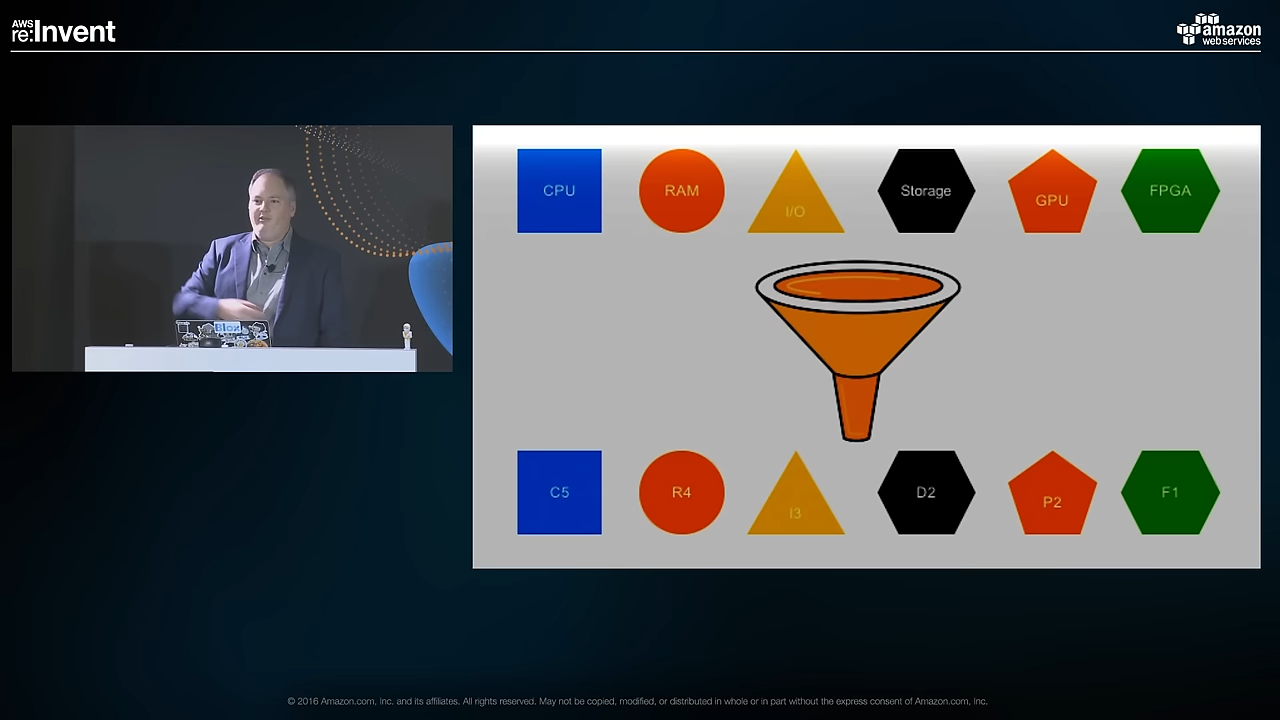 AWS
re:Invent
amazon
web services
CPU
RAM
I/O
Storage
GPU
FPGA
Blox
C5
R4
I3
D2
P2
F1
© 2016 Amazon.com, Inc. and its affiliates. All rights reserved. May not be copied, modified, or distributed in whole or in part without the express consent of Amazon.com, Inc.